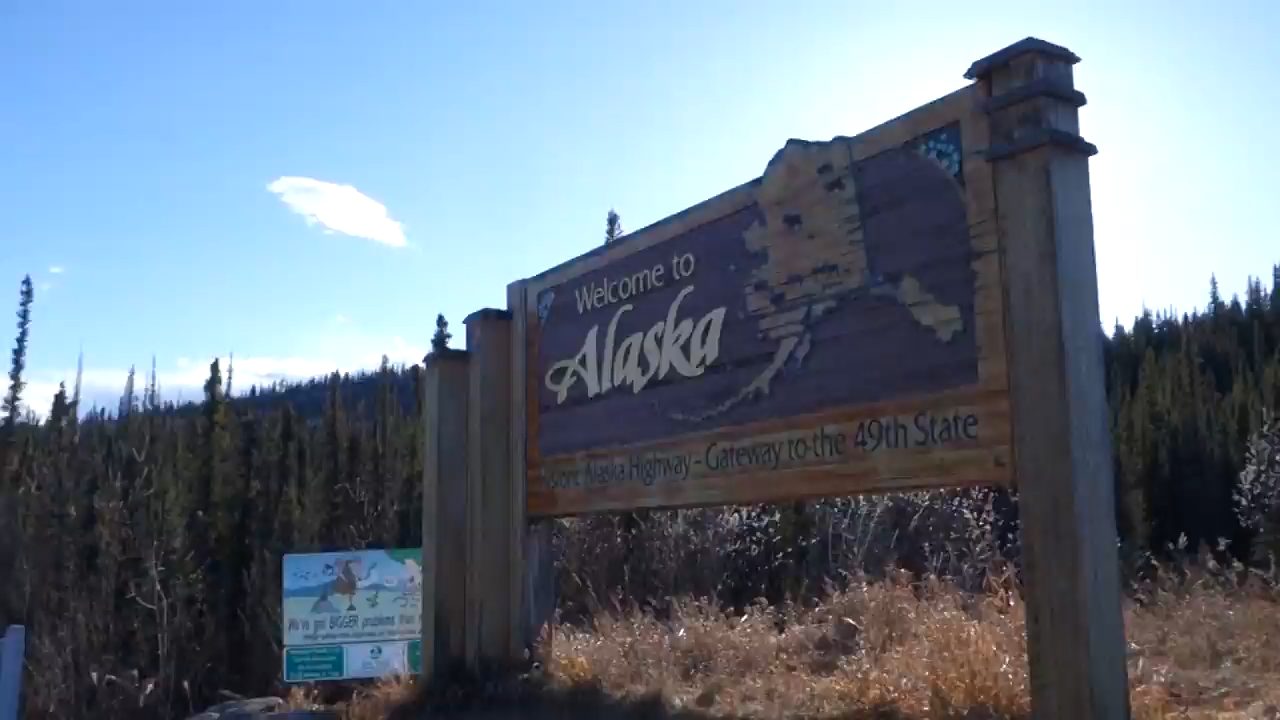 Welcome to
Alaska
Alaska Highway - Gateway to the 49th State
We've got BIGGER problems than